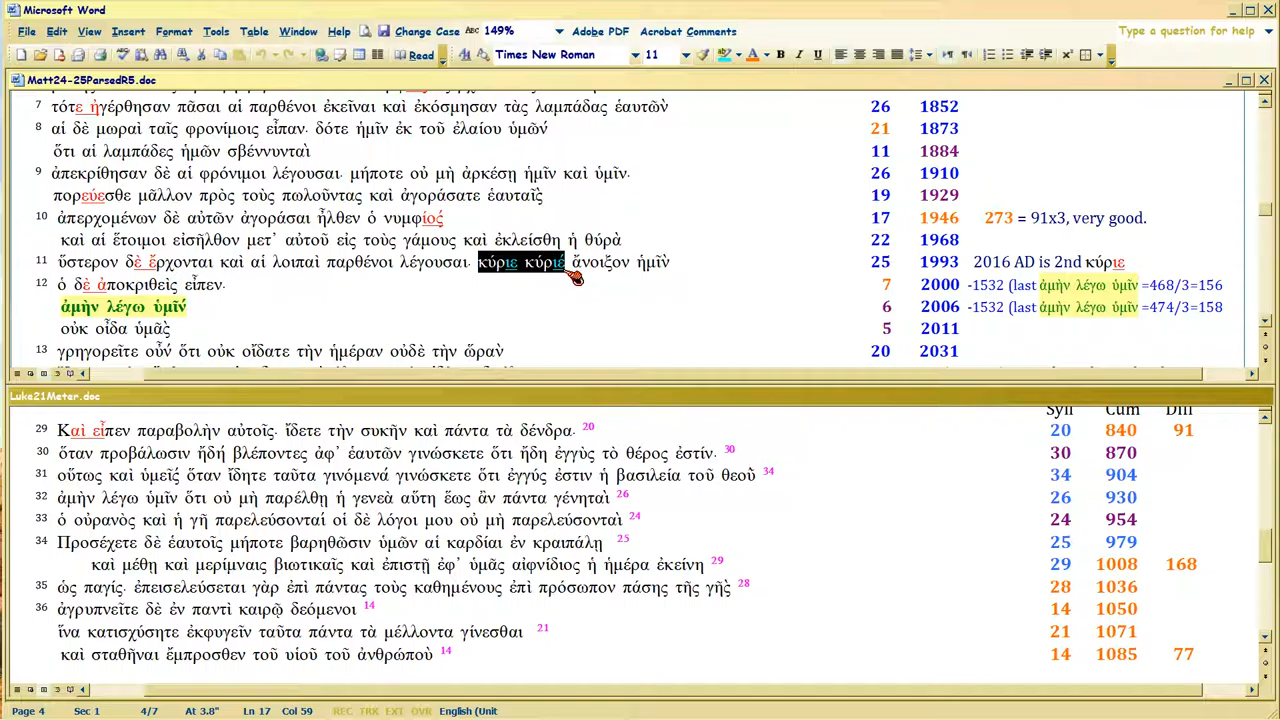 Microsoft Word
File Edit View Insert Format Tools Table Window Help Change Case 149% Adobe PDF Acrobat Comments Type a question for help
Read Times New Roman 11 B I U
Matt24-25ParsedR5.doc
7 τότε ἠγέρθησαν πᾶσαι αἱ παρθένοι ἐκεῖναι καὶ ἐκόσμησαν τὰς λαμπάδας ἑαυτῶν́ 26 1852
8 αἱ δὲ μωραὶ ταῖς φρονίμοις εἶπαν· δότε ἡμῖν ἐκ τοῦ ἐλαίου ὑμῶν́ 21 1873
ὅτι αἱ λαμπάδες ἡμῶν σβέννυνταὶ 11 1884
9 ἀπεκρίθησαν δὲ αἱ φρόνιμοι λέγουσαι· μήποτε οὐ μὴ ἀρκέσῃ ἡμῖν καὶ ὑμῖν· 26 1910
πορεύεσθε μᾶλλον πρὸς τοὺς πωλοῦντας καὶ ἀγοράσατε ἑαυταῖς̀ 19 1929
10 ἀπερχομένων δὲ αὐτῶν ἀγοράσαι ἦλθεν ὁ νυμφίος́ 17 1946 273 = 91x3, very good.
καὶ αἱ ἕτοιμοι εἰσῆλθον μετ’ αὐτοῦ εἰς τοὺς γάμους καὶ ἐκλείσθη ἡ θύρὰ 22 1968
11 ὕστερον δὲ ἔρχονται καὶ αἱ λοιπαὶ παρθένοι λέγουσαι· κύριε κύριέ ἄνοιξον ἡμῖν̀ 25 1993 2016 AD is 2nd κύριε
12 ὁ δὲ ἀποκριθεὶς εἶπεν· 7 2000 -1532 (last ἀμὴν λέγω ὑμῖν =468/3=156
ἀμὴν λέγω ὑμῖν́ 6 2006 -1532 (last ἀμὴν λέγω ὑμῖν =474/3=158
οὐκ οἶδα ὑμᾶς̀ 5 2011
13 γρηγορεῖτε οὖν́ ὅτι οὐκ οἴδατε τὴν ἡμέραν οὐδὲ τὴν ὥραν̀ 20 2031
Luke21Meter.doc
Syll Cum Diff
29 Καὶ εἶπεν παραβολὴν αὐτοῖς· ἴδετε τὴν συκῆν καὶ πάντα τὰ δένδρα· 20 20 840 91
30 ὅταν προβάλωσιν ἤδή βλέποντες ἀφ’ ἑαυτῶν γινώσκετε ὅτι ἤδη ἐγγὺς τὸ θέρος ἐστίν· 30 30 870
31 οὕτως καὶ ὑμεῖς́ ὅταν ἴδητε ταῦτα γινόμενά γινώσκετε ὅτι ἐγγύς ἐστιν ἡ βασιλεία τοῦ θεοῦ̀ 34 34 904
32 ἀμὴν λέγω ὑμῖν ὅτι οὐ μὴ παρέλθῃ ἡ γενεὰ αὕτη ἕως ἂν πάντα γένηταὶ 26 26 930
33 ὁ οὐρανὸς καὶ ἡ γῆ παρελεύσονταί οἱ δὲ λόγοι μου οὐ μὴ παρελεύσονταὶ 24 24 954
34 Προσέχετε δὲ ἑαυτοῖς μήποτε βαρηθῶσιν ὑμῶν αἱ καρδίαι ἐν κραιπάλῃ 25 25 979
καὶ μέθῃ καὶ μερίμναις βιωτικαῖς καὶ ἐπιστῇ ἐφ’ ὑμᾶς αἰφνίδιος ἡ ἡμέρα ἐκείνη 29 29 1008 168
35 ὡς παγίς· ἐπεισελεύσεται γὰρ ἐπὶ πάντας τοὺς καθημένους ἐπὶ πρόσωπον πάσης τῆς γῆς̀ 28 28 1036
36 ἀγρυπνεῖτε δὲ ἐν παντὶ καιρῷ δεόμενοι 14 14 1050
ἵνα κατισχύσητε ἐκφυγεῖν ταῦτα πάντα τὰ μέλλοντα γίνεσθαι 21 21 1071
καὶ σταθῆναι ἔμπροσθεν τοῦ υἱοῦ τοῦ ἀνθρώποὺ 14 14 1085 77
Page 4 Sec 1 4/7 At 3.8" Ln 17 Col 59 REC TRK EXT OVR English (Unit